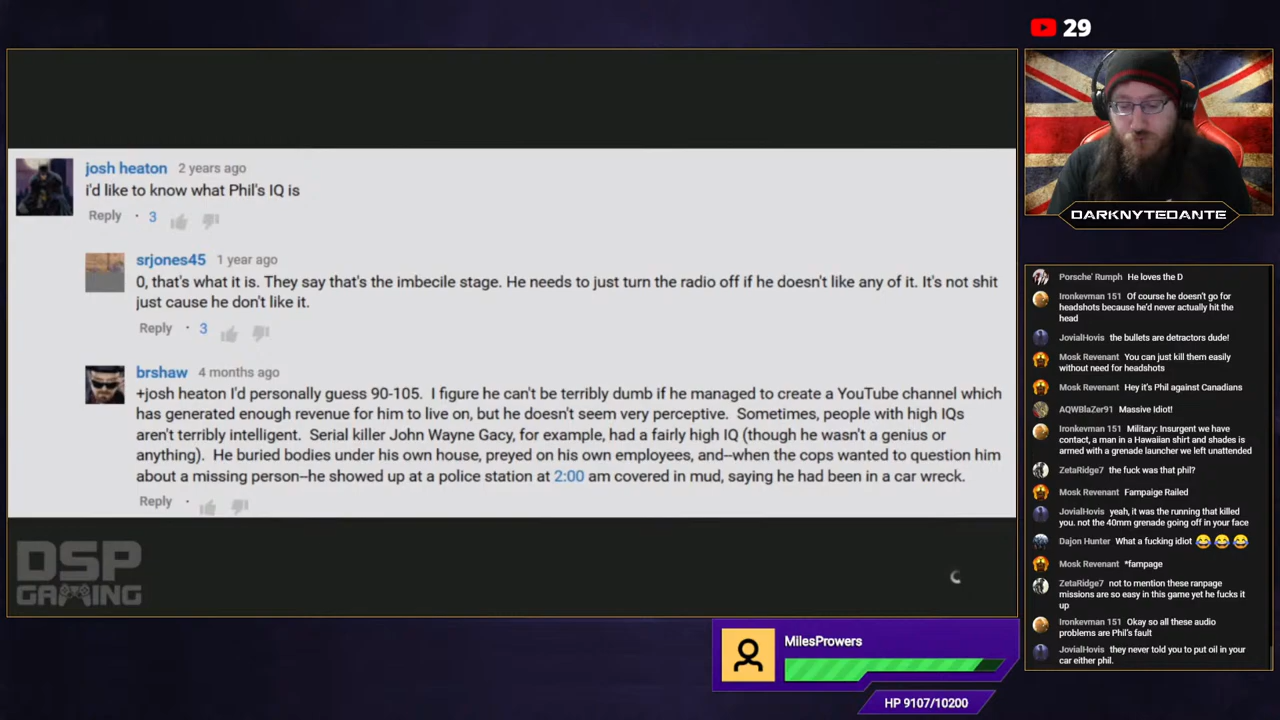 29
josh heaton 2 years ago
i'd like to know what Phil's IQ is
Reply · 3
srjones45 1 year ago
0, that's what it is. They say that's the imbecile stage. He needs to just turn the radio off if he doesn't like any of it. It's not shit
just cause he don't like it.
Reply · 3
brshaw 4 months ago
+josh heaton I'd personally guess 90-105. I figure he can't be terribly dumb if he managed to create a YouTube channel which
has generated enough revenue for him to live on, but he doesn't seem very perceptive. Sometimes, people with high IQs
aren't terribly intelligent. Serial killer John Wayne Gacy, for example, had a fairly high IQ (though he wasn't a genius or
anything). He buried bodies under his own house, preyed on his own employees, and--when the cops wanted to question him
about a missing person--he showed up at a police station at 2:00 am covered in mud, saying he had been in a car wreck.
Reply ·
DSP
GAMING
DARKNYTEDANTE
Porsche' Rumph He loves the D
Ironkevman 151 Of course he doesn't go for
headshots because he'd never actually hit the
head
JovialHovis the bullets are detractors dude!
Mosk Revenant You can just kill them easily
without need for headshots
Mosk Revenant Hey it's Phil against Canadians
AQWBlaZer91 Massive Idiot!
Ironkevman 151 Military: Insurgent we have
contact, a man in a Hawaiian shirt and shades is
armed with a grenade launcher we left unattended
ZetaRidge7 the fuck was that phil?
Mosk Revenant Fampaige Railed
JovialHovis yeah, it was the running that killed
you. not the 40mm grenade going off in your face
Dajon Hunter What a fucking idiot 😂 😂 😂
Mosk Revenant *fampage
ZetaRidge7 not to mention these ranpage
missions are so easy in this game yet he fucks it
up
Ironkevman 151 Okay so all these audio
problems are Phil's fault
JovialHovis they never told you to put oil in your
car either phil.
MilesProwers
HP 9107/10200